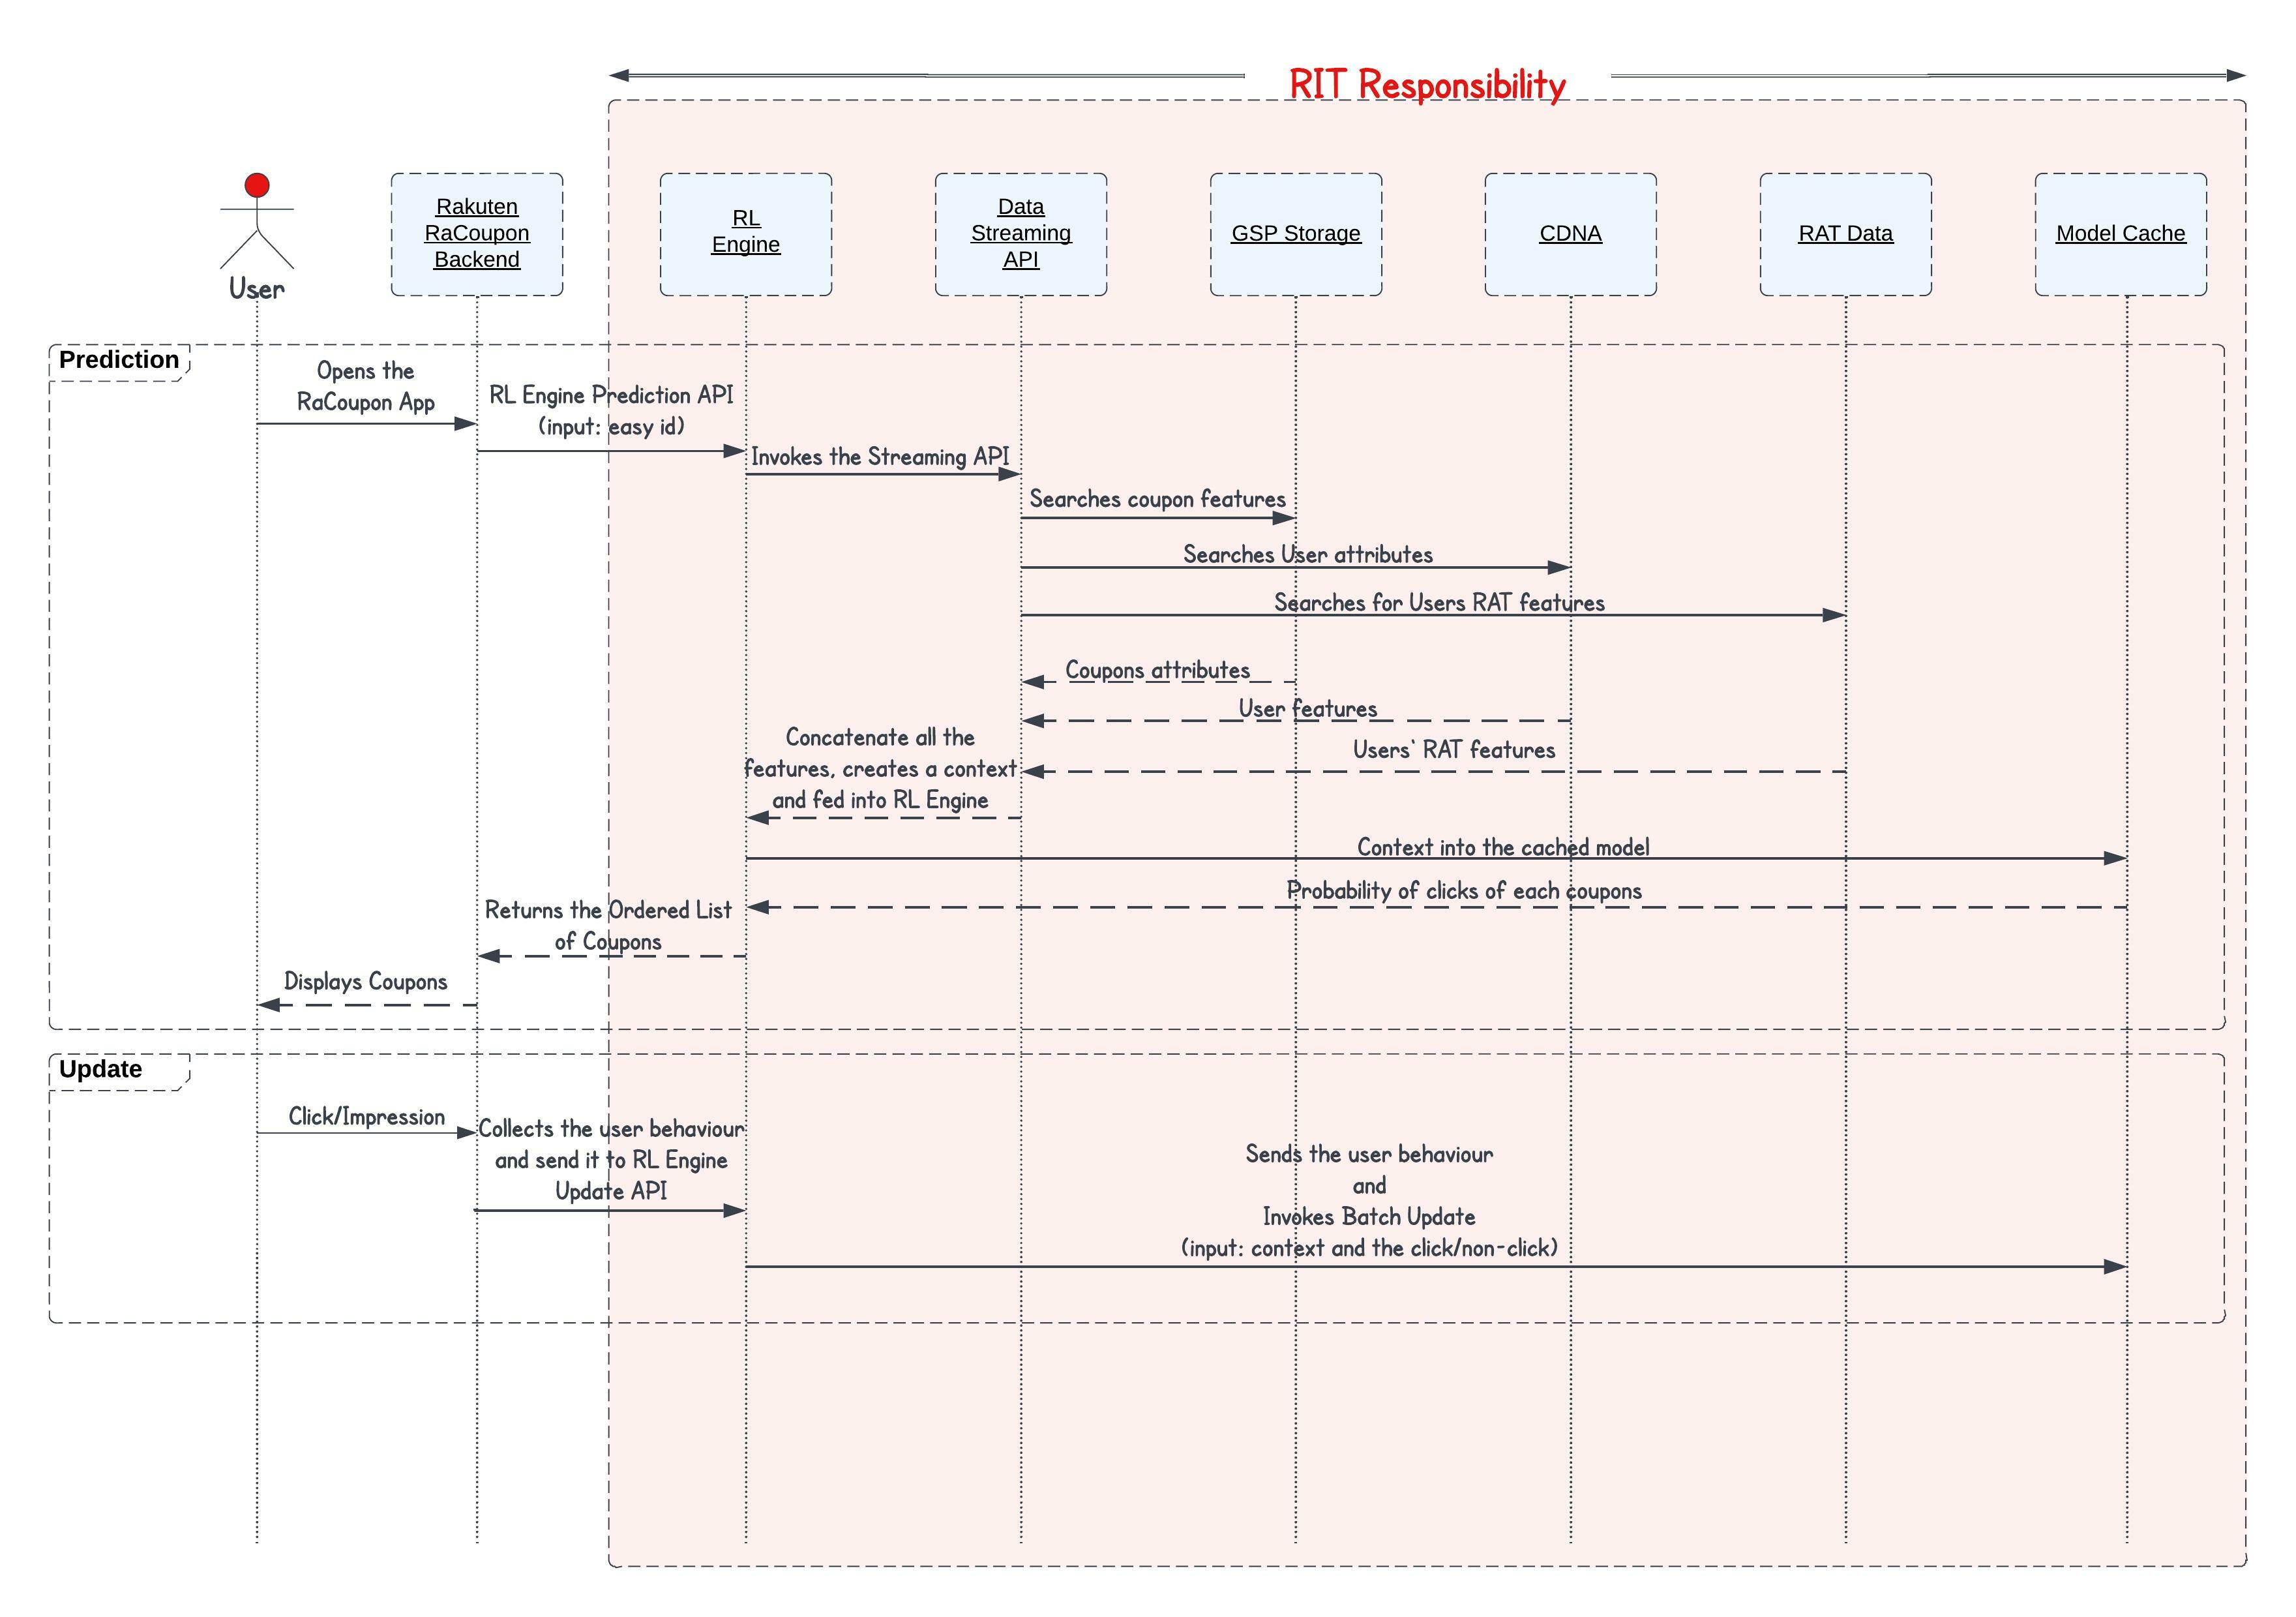 RIT Responsibility
User
Rakuten
RaCoupon
Backend
RL
Engine
Data
Streaming
API
GSP Storage
CDNA
RAT Data
Model Cache
Prediction
Opens the
RaCoupon App
RL Engine Prediction API
(input: easy id)
Invokes the Streaming API
Searches coupon features
Searches User attributes
Searches for Users RAT features
Coupons attributes
User features
Users' RAT features
Concatenate all the
features, creates a context
and fed into RL Engine
Context into the cached model
Probability of clicks of each coupons
Returns the Ordered List
of Coupons
Displays Coupons
Update
Click/Impression
Collects the user behaviour
and send it to RL Engine
Update API
Sends the user behaviour
and
Invokes Batch Update
(input: context and the click/non-click)